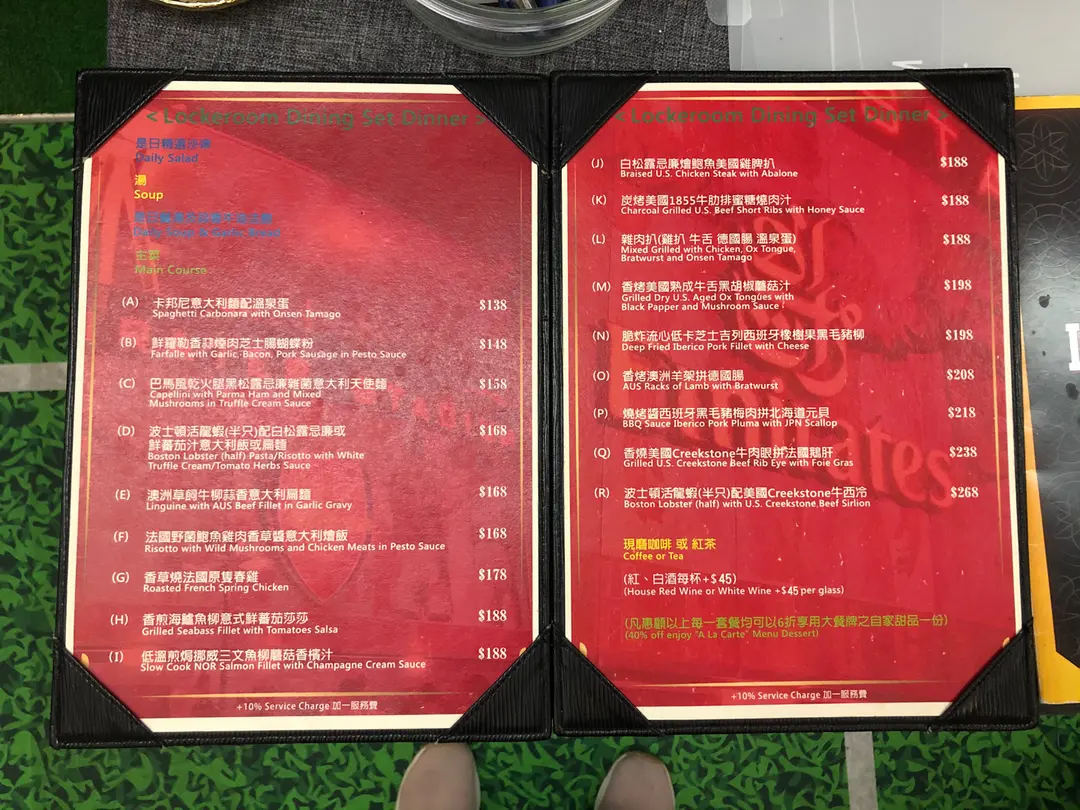 < Lockeroom Dining Set Dinner >
是日精選沙律
Daily Salad
湯
Soup
主菜
Main Course
(A) 卡邦尼意大利麵配溫泉蛋 $138
Spaghetti Carbonara with Onsen Tamago
(B) 鮮羅勒香蒜煙肉芝士腸蝴蝶粉 $148
Farfalle with Garlic, Bacon, Pork Sausage in Pesto Sauce
(C) 巴馬風乾火腿黑松露忌廉雜菌意大利天使麵 $158
Capellini with Parma Ham and Mixed
Mushrooms in Truffle Cream Sauce
(D) 波士頓活龍蝦(半只)配白松露忌廉或 $168
鮮蕃茄汁意大利飯或扁麵
Boston Lobster (half) Pasta/Risotto with White
Truffle Cream/Tomato Herbs Sauce
(E) 澳洲草飼牛柳蒜香意大利扁麵 $168
Linguine with AUS Beef Fillet in Garlic Gravy
(F) 法國野菌鮑魚雞肉香草醬意大利燴飯 $168
Risotto with Wild Mushrooms and Chicken Meats in Pesto Sauce
(G) 香草燒法國原隻春雞 $178
Roasted French Spring Chicken
(H) 香煎海鱸魚柳意式鮮蕃茄莎莎 $188
Grilled Seabass Fillet with Tomatoes Salsa
(I) 低溫煎焗挪威三文魚柳蘑菇香檳汁 $188
Slow Cook NOR Salmon Fillet with Champagne Cream Sauce
+10% Service Charge 加一服務費
< Lockeroom Dining Set Dinner >
(J) 白松露忌廉燴鮑魚美國雞脾扒 $188
Braised U.S. Chicken Steak with Abalone
(K) 炭烤美國1855牛肋排蜜糖燒肉汁 $188
Charcoal Grilled U.S. Beef Short Ribs with Honey Sauce
(L) 雜肉扒(雞扒 牛舌 德國腸 溫泉蛋) $188
Mixed Grilled with Chicken, Ox Tongue,
Bratwurst and Onsen Tamago
(M) 香烤美國熟成牛舌黑胡椒蘑菇汁 $198
Grilled Dry U.S. Aged Ox Tongues with
Black Papper and Mushroom Sauce
(N) 脆炸流心低卡芝士吉列西班牙橡樹果黑毛豬柳 $198
Deep Fried Iberico Pork Fillet with Cheese
(O) 香烤澳洲羊架拼德國腸 $208
AUS Racks of Lamb with Bratwurst
(P) 燒烤醬西班牙黑毛豬梅肉拼北海道元貝 $218
BBQ Sauce Iberico Pork Pluma with JPN Scallop
(Q) 香燒美國Creekstone牛肉眼拼法國鵝肝 $238
Grilled U.S. Creekstone Beef Rib Eye with Foie Gras
(R) 波士頓活龍蝦(半只)配美國Creekstone牛西冷 $268
Boston Lobster (half) with U.S. Creekstone Beef Sirlion
現磨咖啡 或 紅茶
Coffee or Tea
(紅、白酒每杯+$45)
(House Red Wine or White Wine +$45 per glass)
(凡惠顧以上每一套餐均可以6折享用大餐牌之自家甜品一份)
(40% off enjoy "A La Carte" Menu Dessert)
+10% Service Charge 加一服務費